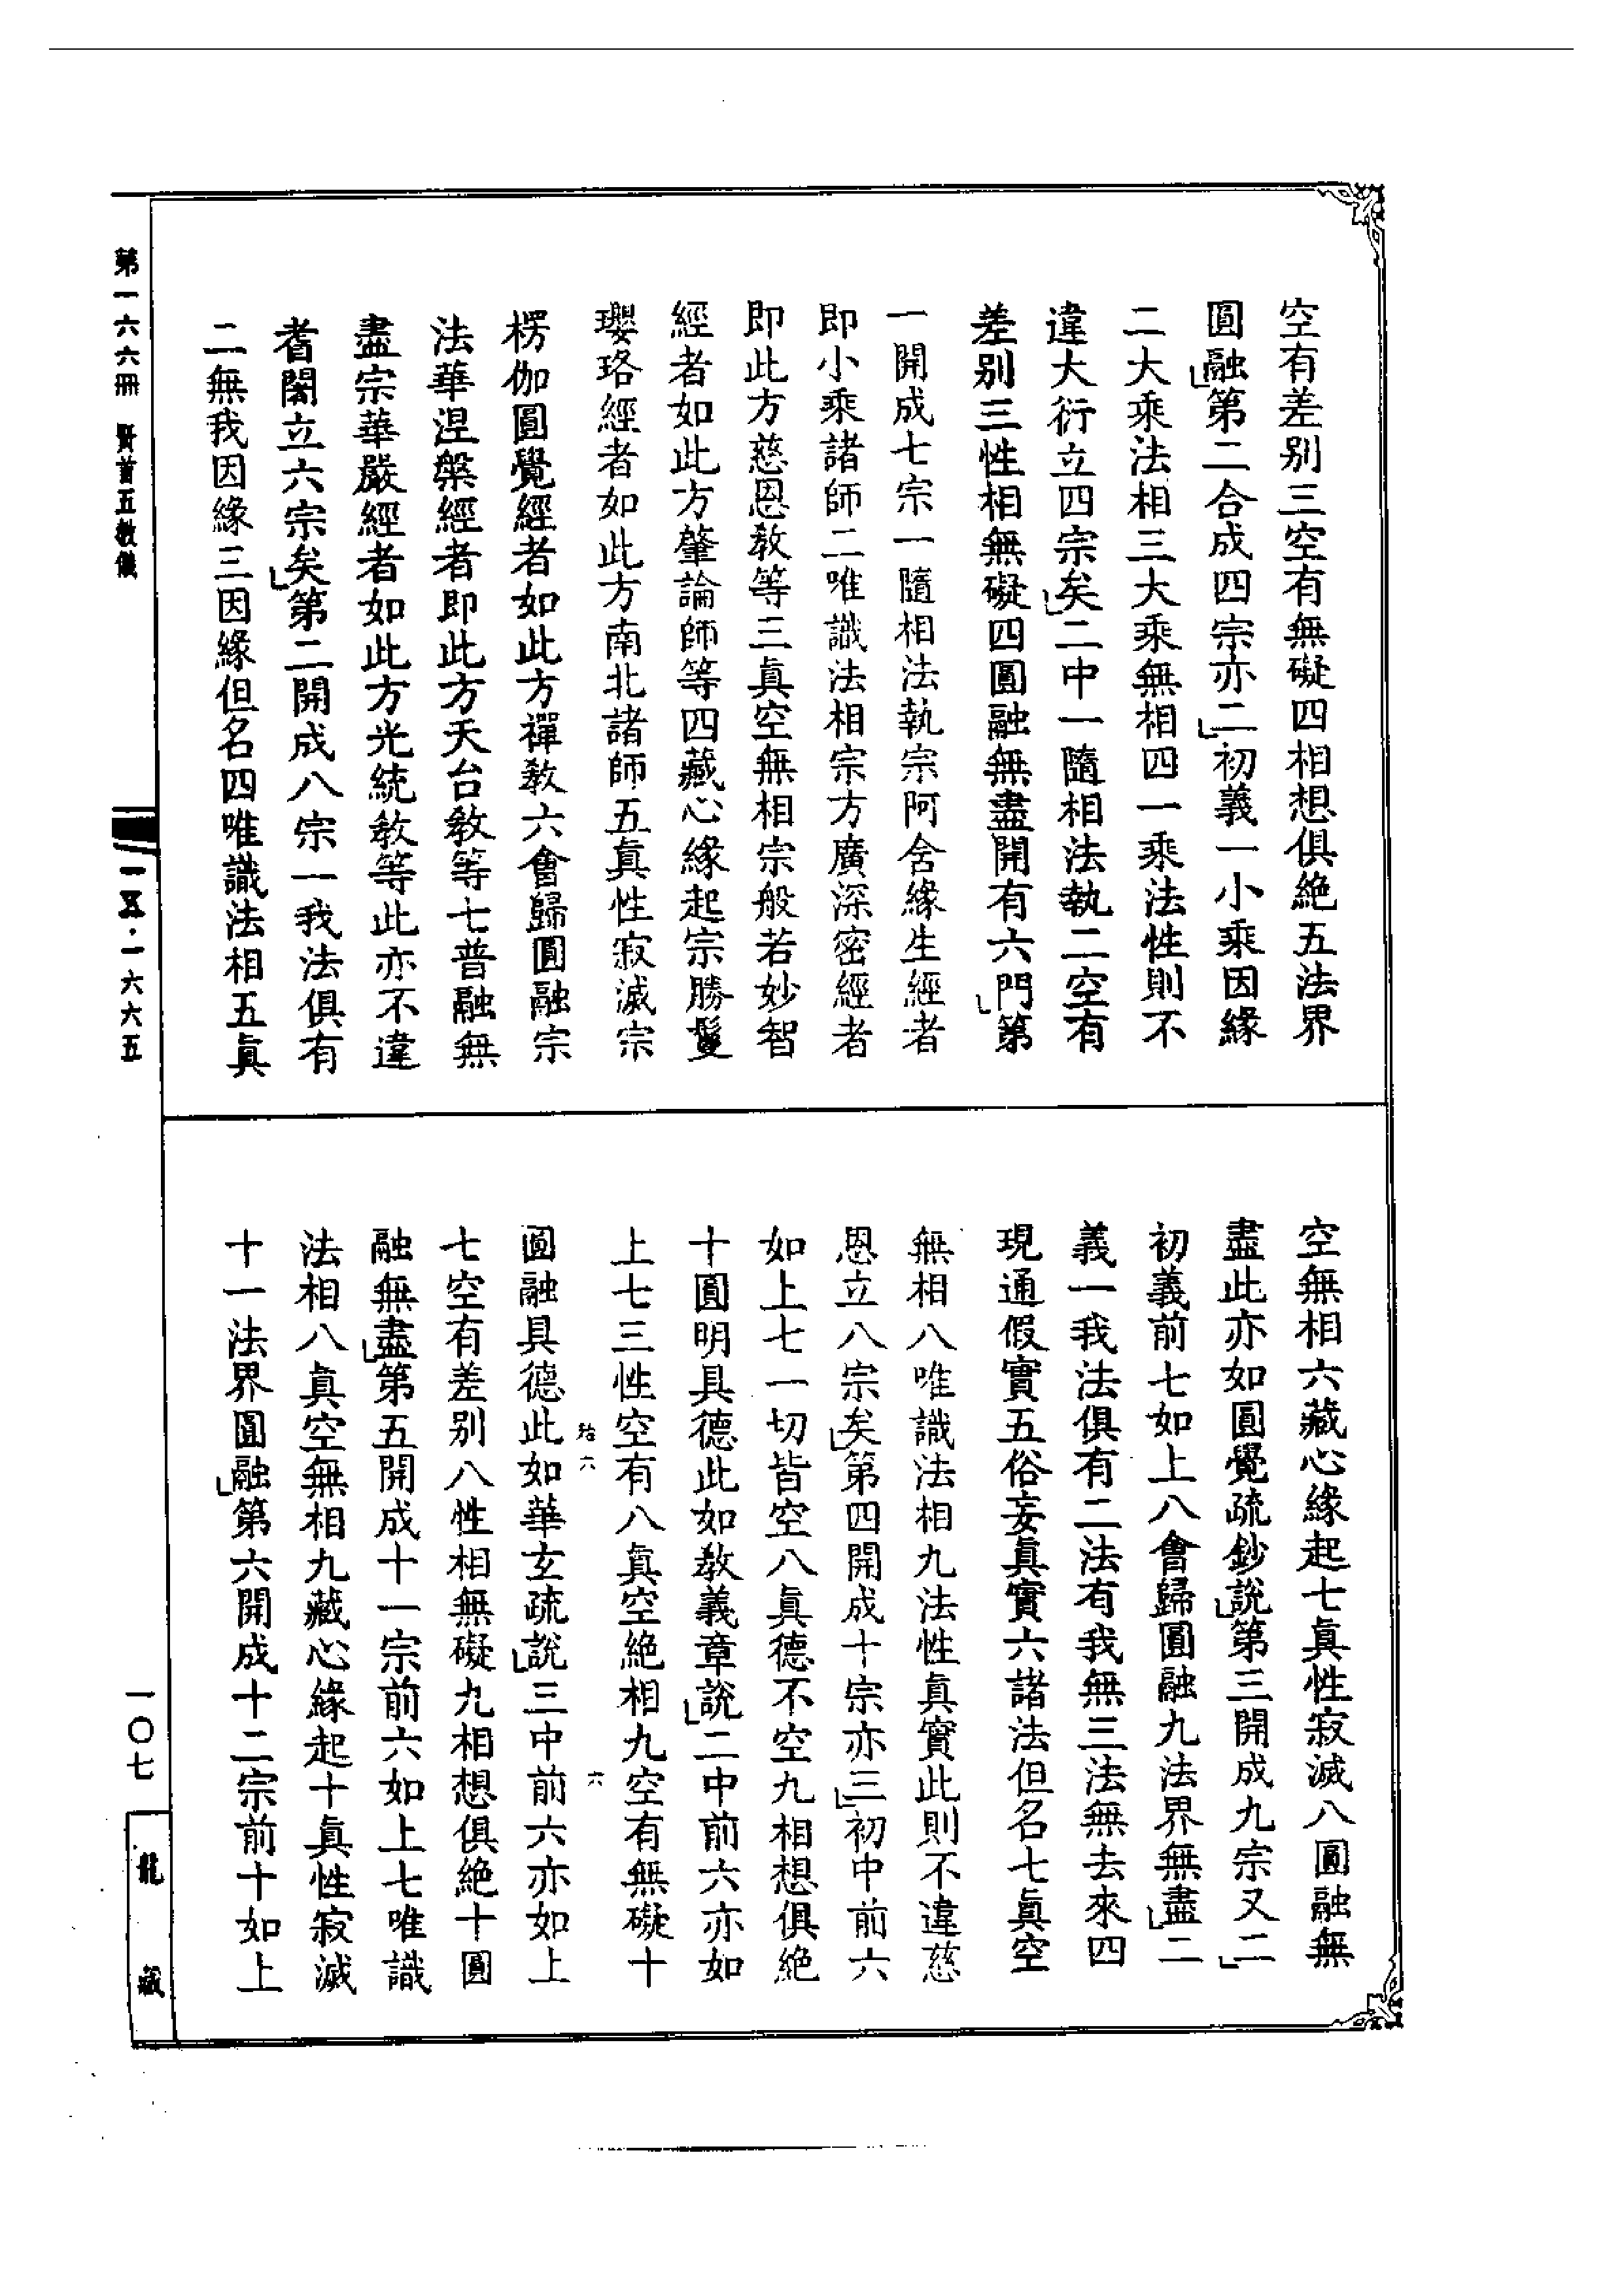 空有差别三空有無礙四相想俱絶五法界
圓融第二合成四宗亦二初義一小乘因緣
二大乘法相三大乘無相四一乘法性則不
違大衍立四宗矣二中一隨相法執二空有
差别三性相無礙四圓融無盡開有六門第
一開成七宗一隨相法執宗阿含緣生經者
即小乘諸師二唯識法相宗方廣深密經者
即此方慈恩教等三眞空無相宗般若妙智
經者如此方肇論師等四藏心緣起宗勝鬘
瓔珞經者如此方南北諸師五眞性寂滅宗
楞伽圓覺經者如此方禪教六會歸圓融宗
法華涅槃經者即此方天台教等七普融無
盡宗華嚴經者如此方光統教等此亦不違
耆闍立六宗矣第二開成八宗一我法俱有
二無我因緣三因緣但名四唯識法相五眞
空無相六藏心緣起七眞性寂滅八圓融無
盡此亦如圓覺疏鈔說第三開成九宗又二
初義前七如上八會歸圓融九法界無盡二
義一我法俱有二法有我無三法無去來四
現通假實五俗妄眞實六諸法但名七眞空
無相八唯識法相九法性眞實此則不違慈
恩立八宗矣第四開成十宗亦三初中前六
如上七一切皆空八眞德不空九相想俱絶
十圓明具德此如教義章說二中前六亦如
上七三性空有八眞空絶相九空有無礙十
圓融具德此如華玄疏說三中前六亦如上
七空有差别八性相無礙九相想俱絶十圓
融無盡第五開成十一宗前六如上七唯識
法相八眞空無相九藏心緣起十眞性寂滅
十一法界圓融第六開成十二宗前十如上
六
六
第一六六冊 賢首五教儀
一五·一六六五
一〇七
龍藏